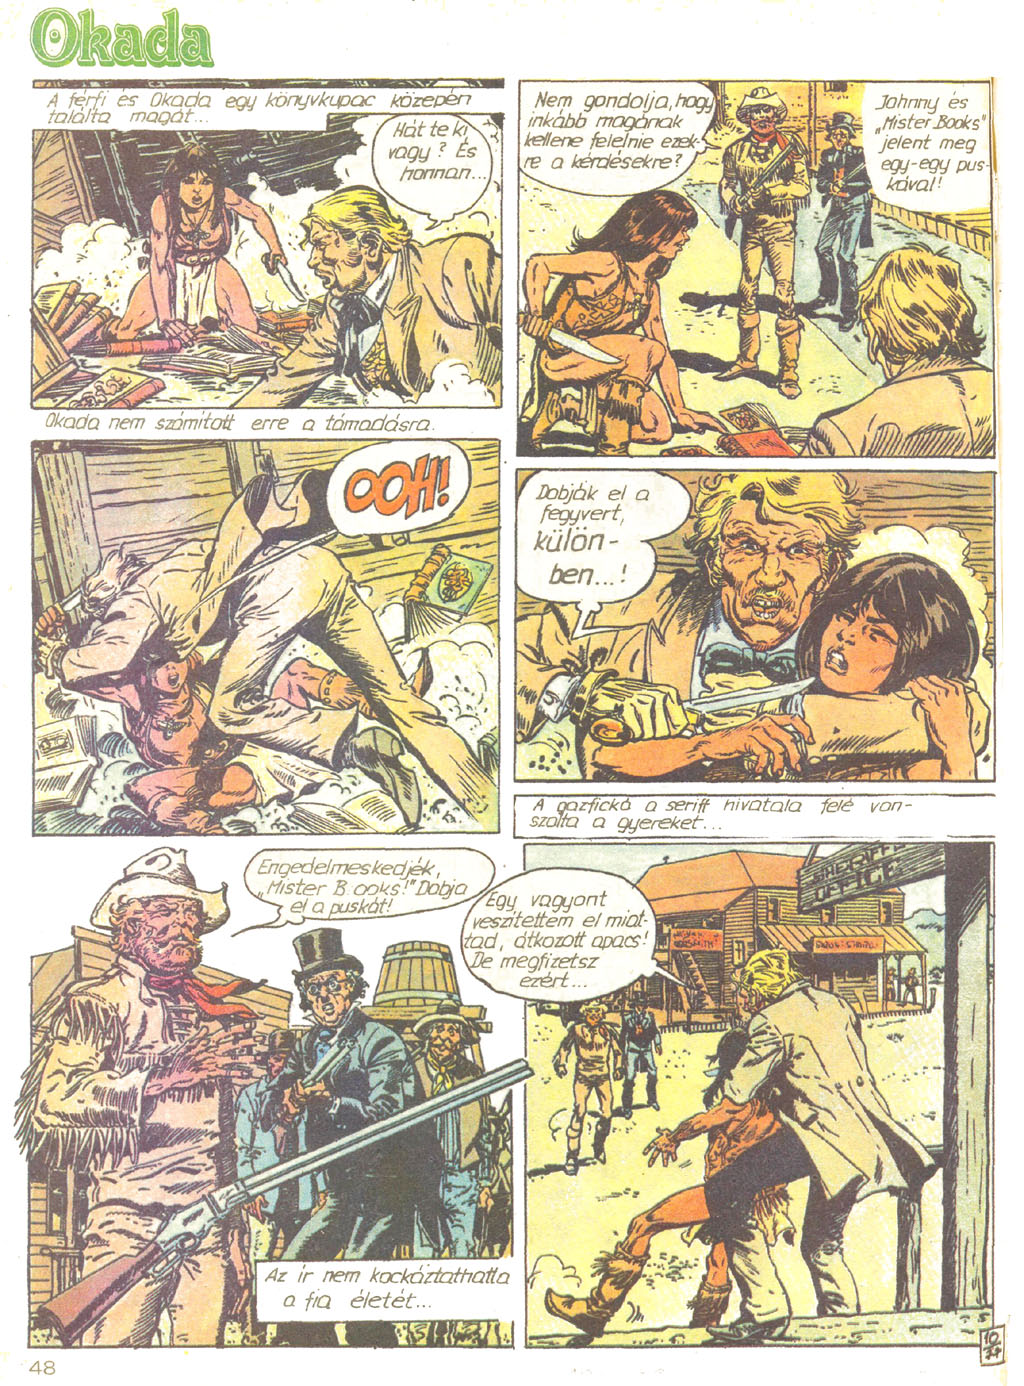 Okada
A férfi és Okada egy könyvkupac közepén
találta magát...
Hát te ki
vagy? És
honnan...
Nem gondolja, hogy
inkább magának
kellene felelnie ezek-
re a kérdésekre?
Johnny és
„Mister Books"
jelent meg
egy-egy pus-
kával!
Okada nem számított erre a támadásra.
OOH!
Dobják el a
fegyvert,
külön-
ben...!
A gazfickó a seriff hivatala felé von-
szolta a gyereket...
Engedelmeskedjék,
„Mister Books!" Dobja
el a puskát!
Az ír nem kockáztathatta
a fia életét...
Egy vagyont
veszítettem el miat-
tad, átkozott apacs!
De megfizetsz
ezért...
SHERIFF
OFFICE
10
77
48